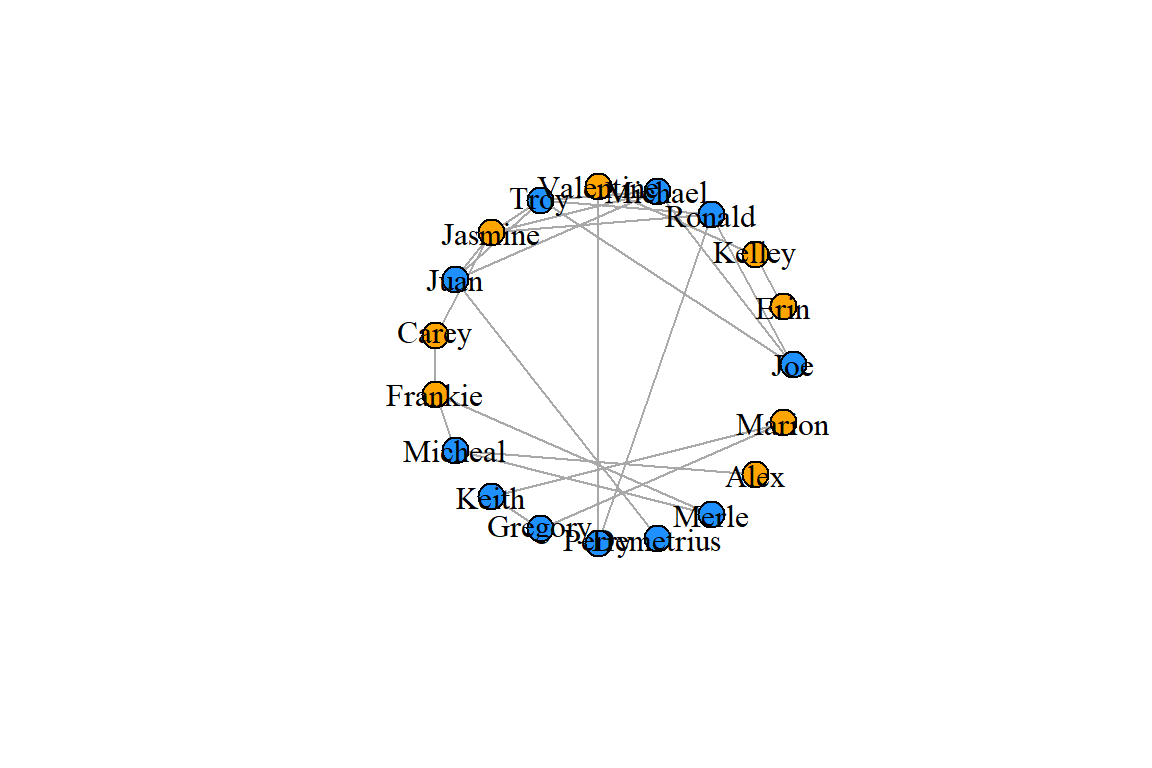 Valentine
Michael
Troy
Ronald
Jasmine
Kelley
Juan
Erin
Carey
Joe
Frankie
Marion
Micheal
Alex
Keith
Merle
Gregory
Perry
Demetrius